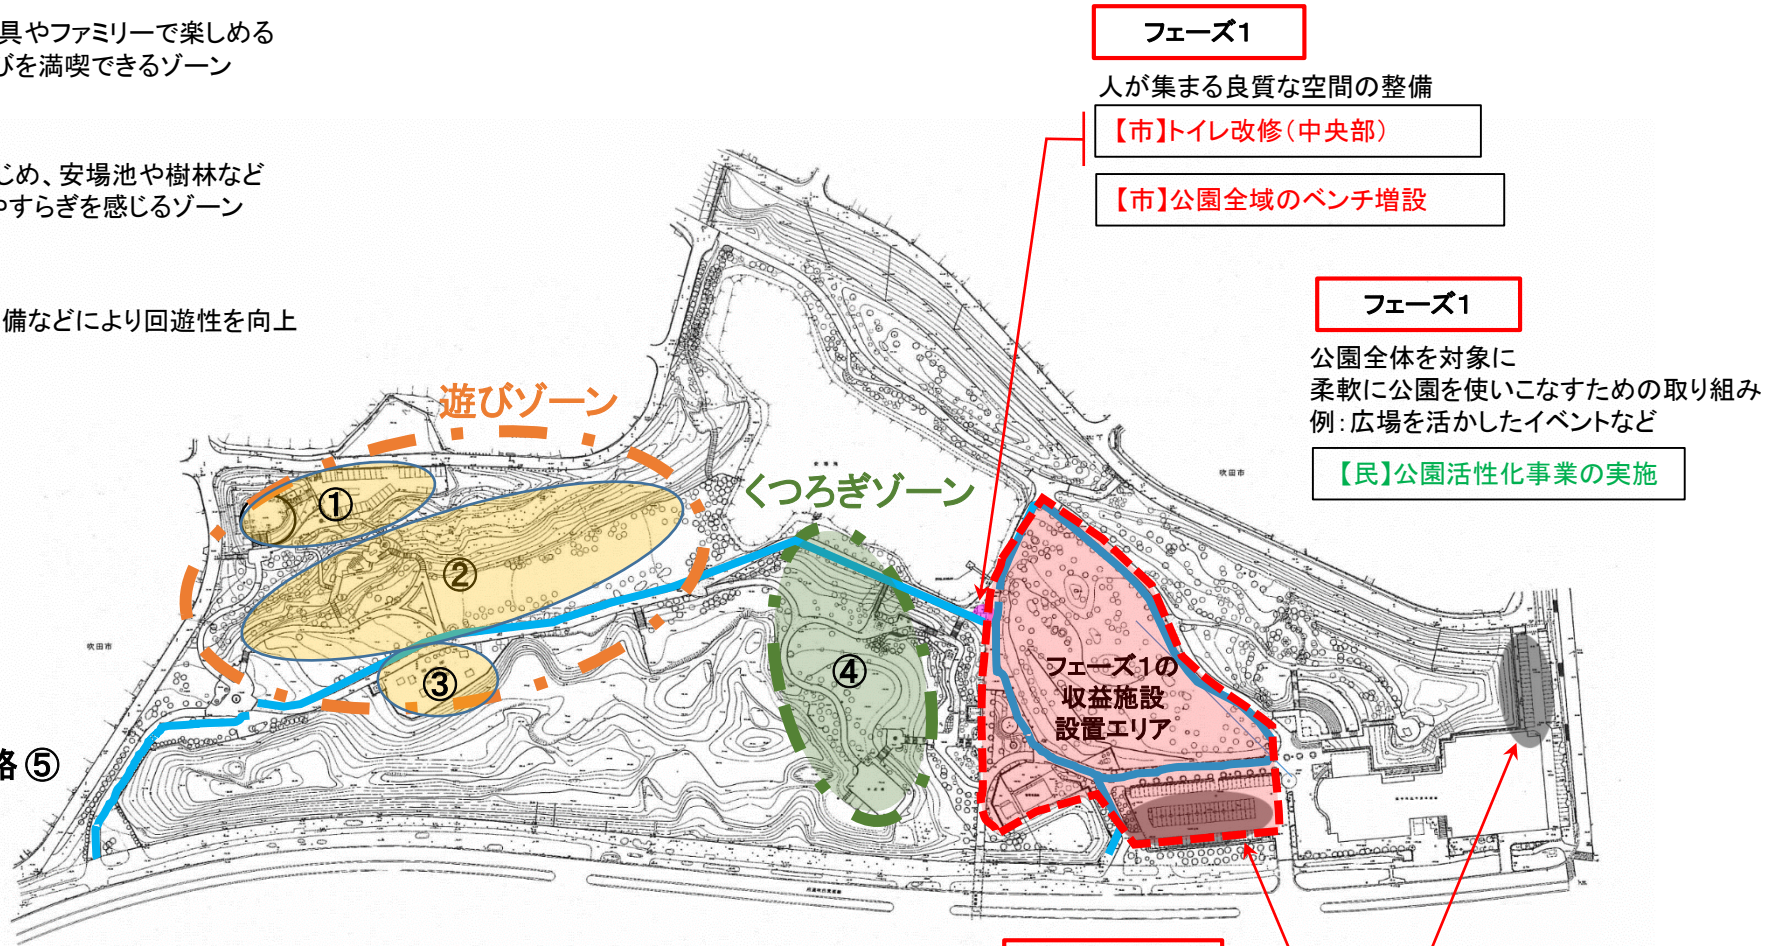 具やファミリーで楽しめる
びを満喫できるゾーン
じめ、安場池や樹林など
やすらぎを感じるゾーン
備などにより回遊性を向上
フェーズ1
人が集まる良質な空間の整備
【市】トイレ改修（中央部）
【市】公園全域のベンチ増設
フェーズ1
公園全体を対象に
柔軟に公園を使いこなすための取り組み
例：広場を活かしたイベントなど
【民】公園活性化事業の実施
遊びゾーン
くつろぎゾーン
吹田市
吹田市
①
②
③
④
フェーズ1の
収益施設
設置エリア
路⑤